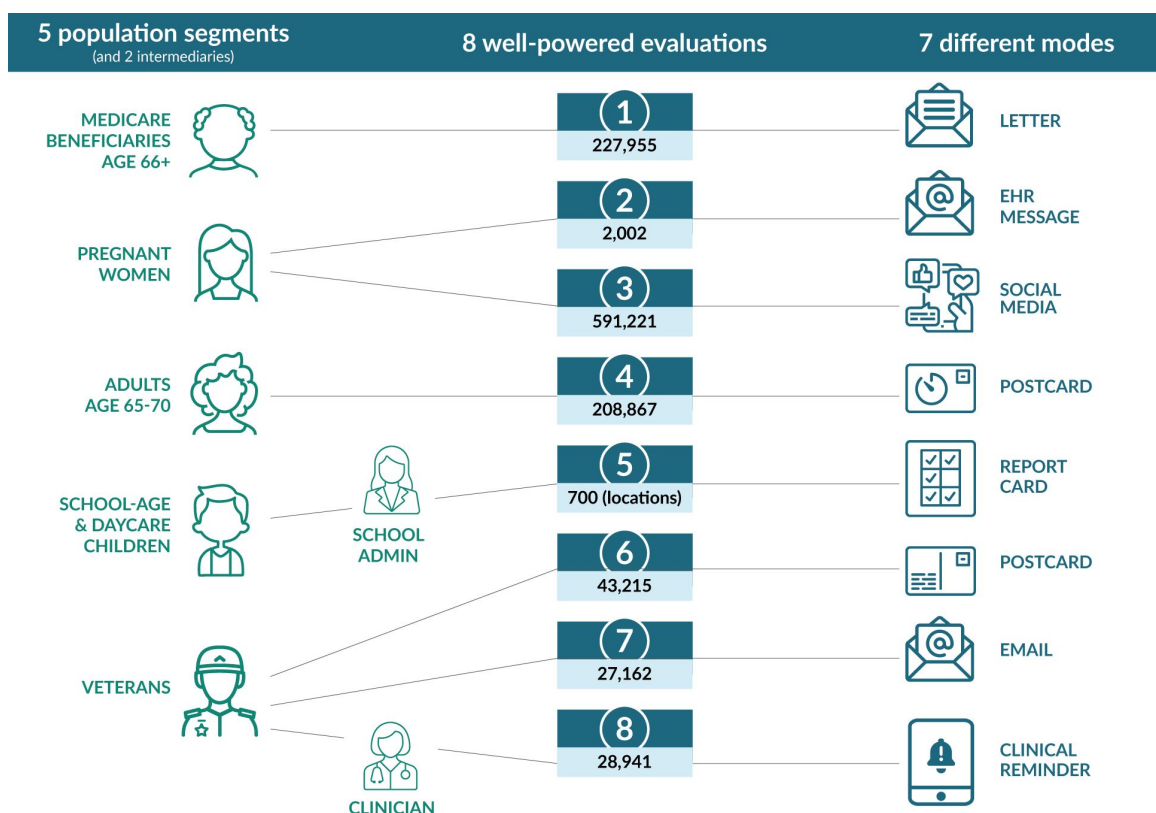 5 population segments
(and 2 intermediaries)
8 well-powered evaluations
7 different modes
MEDICARE
BENEFICIARIES
AGE 66+
1
227,955
LETTER
PREGNANT
WOMEN
2
2,002
EHR
MESSAGE
3
591,221
SOCIAL
MEDIA
ADULTS
AGE 65-70
4
208,867
POSTCARD
SCHOOL-AGE
& DAYCARE
CHILDREN
SCHOOL
ADMIN
5
700 (locations)
REPORT
CARD
VETERANS
6
43,215
POSTCARD
7
27,162
EMAIL
CLINICIAN
8
28,941
CLINICAL
REMINDER